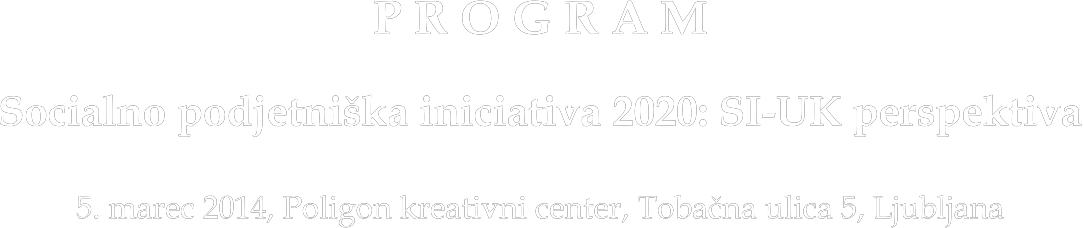 P R O G R A M
Socialno podjetniška iniciativa 2020: SI-UK perspektiva
5. marec 2014, Poligon kreativni center, Tobačna ulica 5, Ljubljana